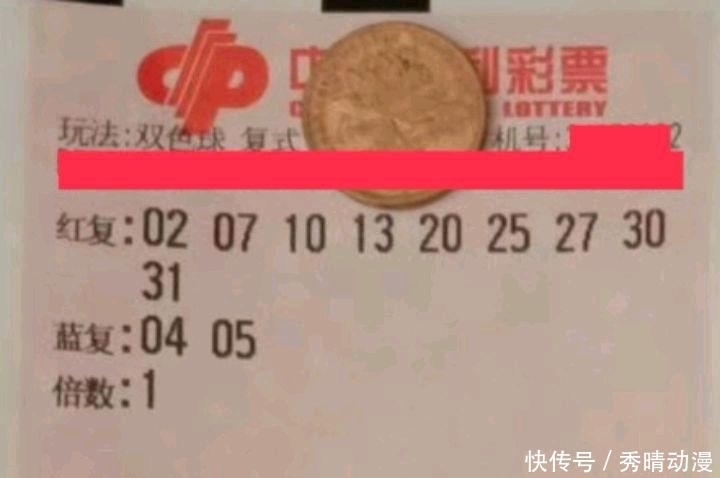 中 利彩票
C LOTTERY
玩法:双色球 复式 机号: 2
红复:02 07 10 13 20 25 27 30
31
蓝复:04 05
倍数:1
快传号/秀晴动漫